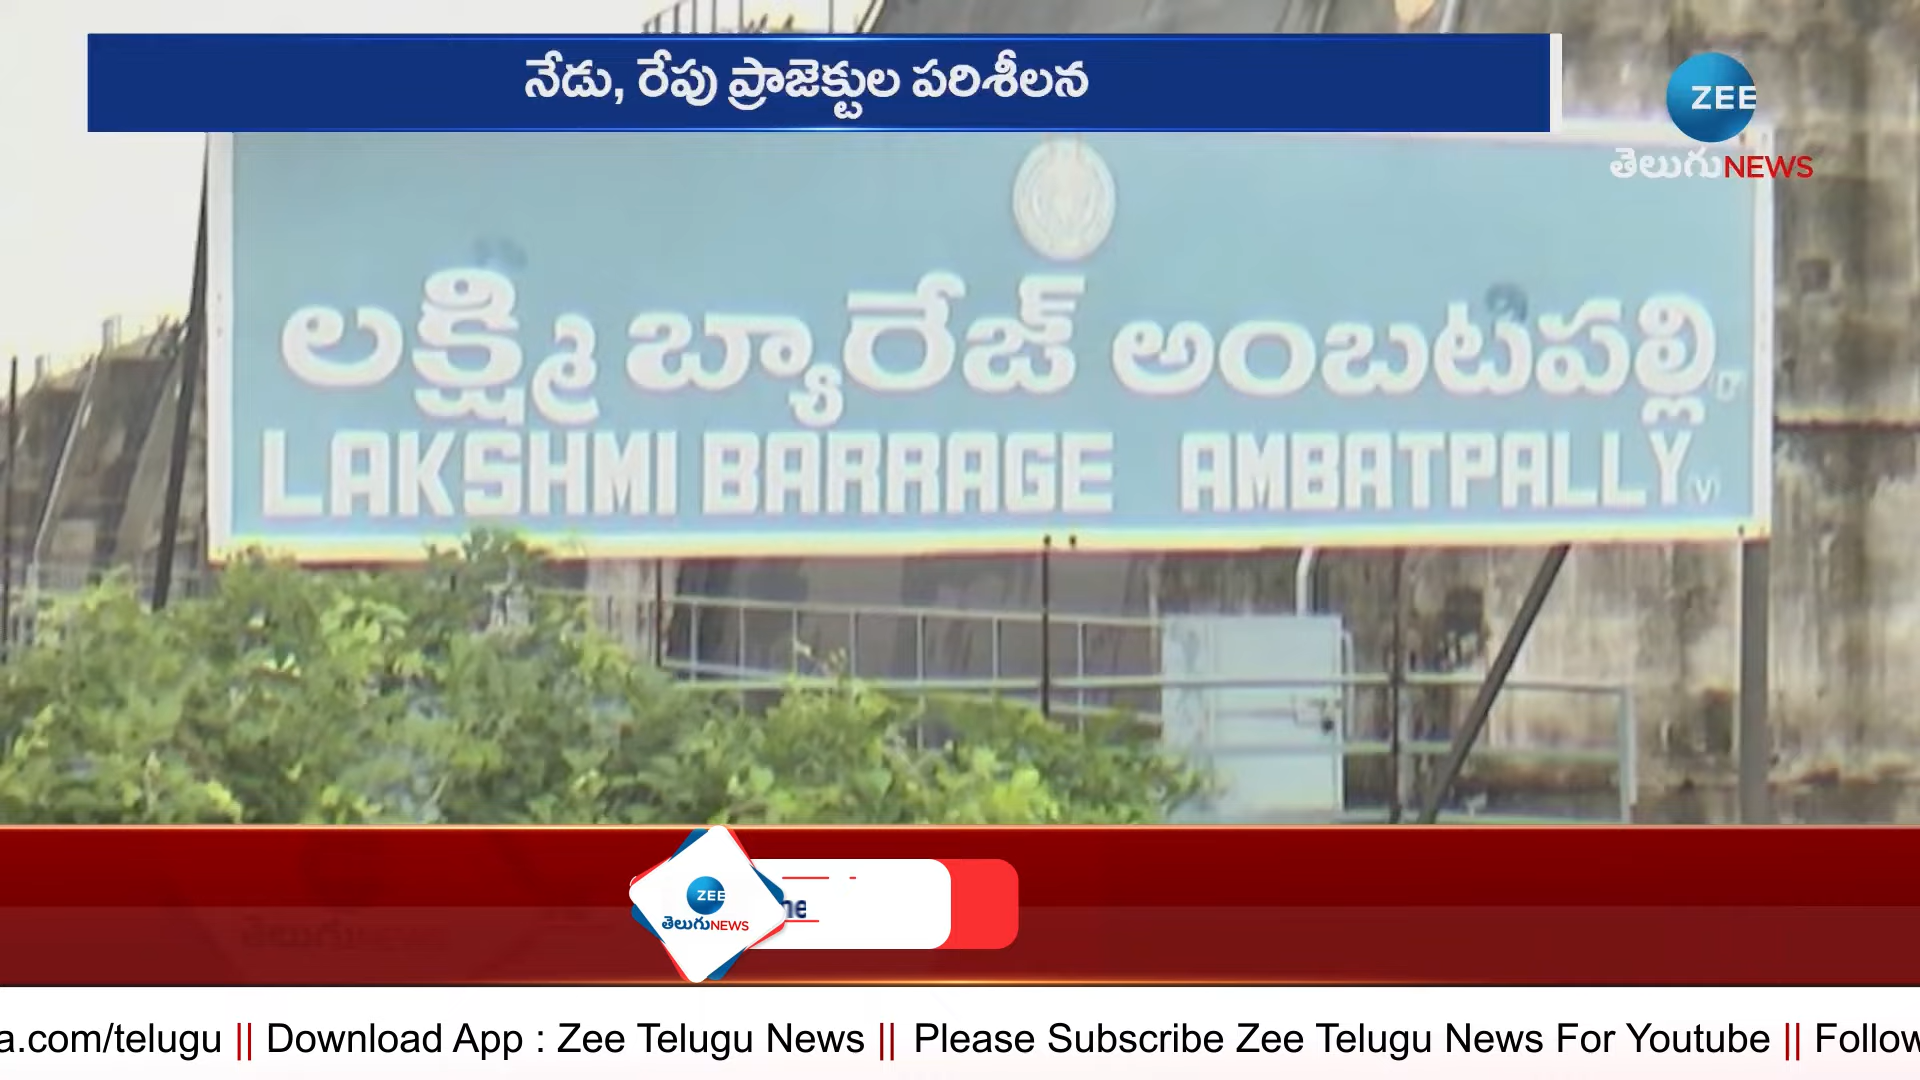 నేడు, రేపు ప్రాజెక్టుల పరిశీలన
ZEE
తెలుగు NEWS
లక్ష్మి బ్యారేజ్ అంబటపల్లి
LAKSHMI BARRAGE AMBATPALLY (V)
ZEE
తెలుగు NEWS
a.com/telugu || Download App : Zee Telugu News || Please Subscribe Zee Telugu News For Youtube || Follow